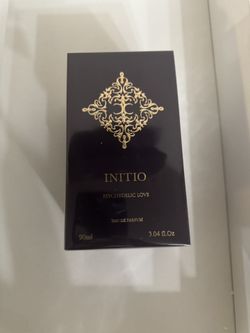 INITIO
PSYCHEDELIC LOVE
EAU DE PARFUM
90ml 3.04 fl.Oz